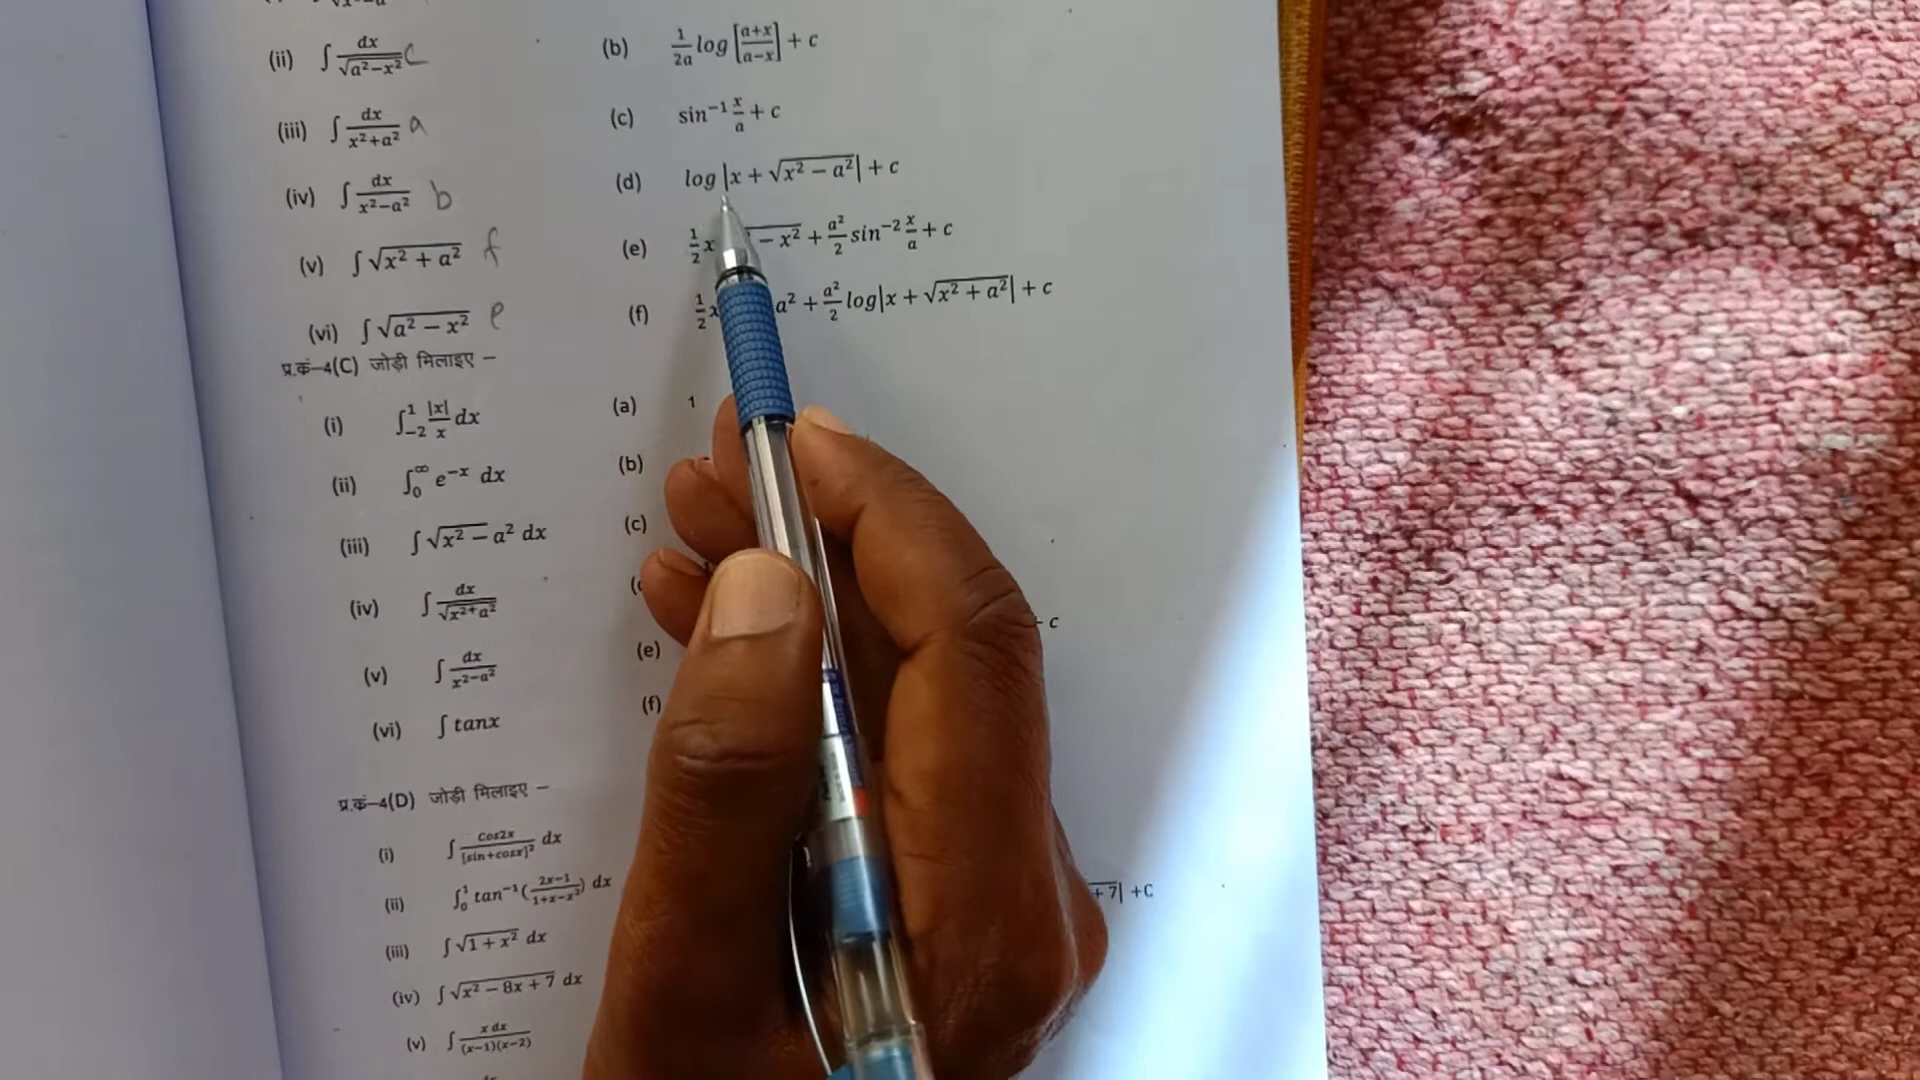 (ii) ∫ dx/√a²−x² c (b) 1/2a log [a+x/a−x] + c
(iii) ∫ dx/x²+a² a (c) sin⁻¹ x/a + c
(iv) ∫ dx/x²−a² b (d) log |x + √x² − a²| + c
(v) ∫ √x² + a² f (e) 1/2 x − x² + a²/2 sin⁻² x/a + c
(vi) ∫ √a² − x² e (f) 1/2 x a² + a²/2 log|x + √x² + a²| + c
प्र.कं–4(C) जोड़ी मिलाइए –
(i) ∫₋₂¹ |x|/x dx (a) 1
(ii) ∫₀^∞ e⁻ˣ dx (b)
(iii) ∫ √x² − a² dx (c)
(iv) ∫ dx/√x²+a² c
(v) ∫ dx/x²−a² (e)
(vi) ∫ tanx (f)
प्र.कं–4(D) जोड़ी मिलाइए –
(i) ∫ Cos2x/[sin+cosx]² dx
(ii) ∫₀¹ tan⁻¹(2x−1/1+x−x²) dx + 7| +C
(iii) ∫ √1 + x² dx
(iv) ∫ √x² − 8x + 7 dx
(v) ∫ x dx/(x−1)(x−2)